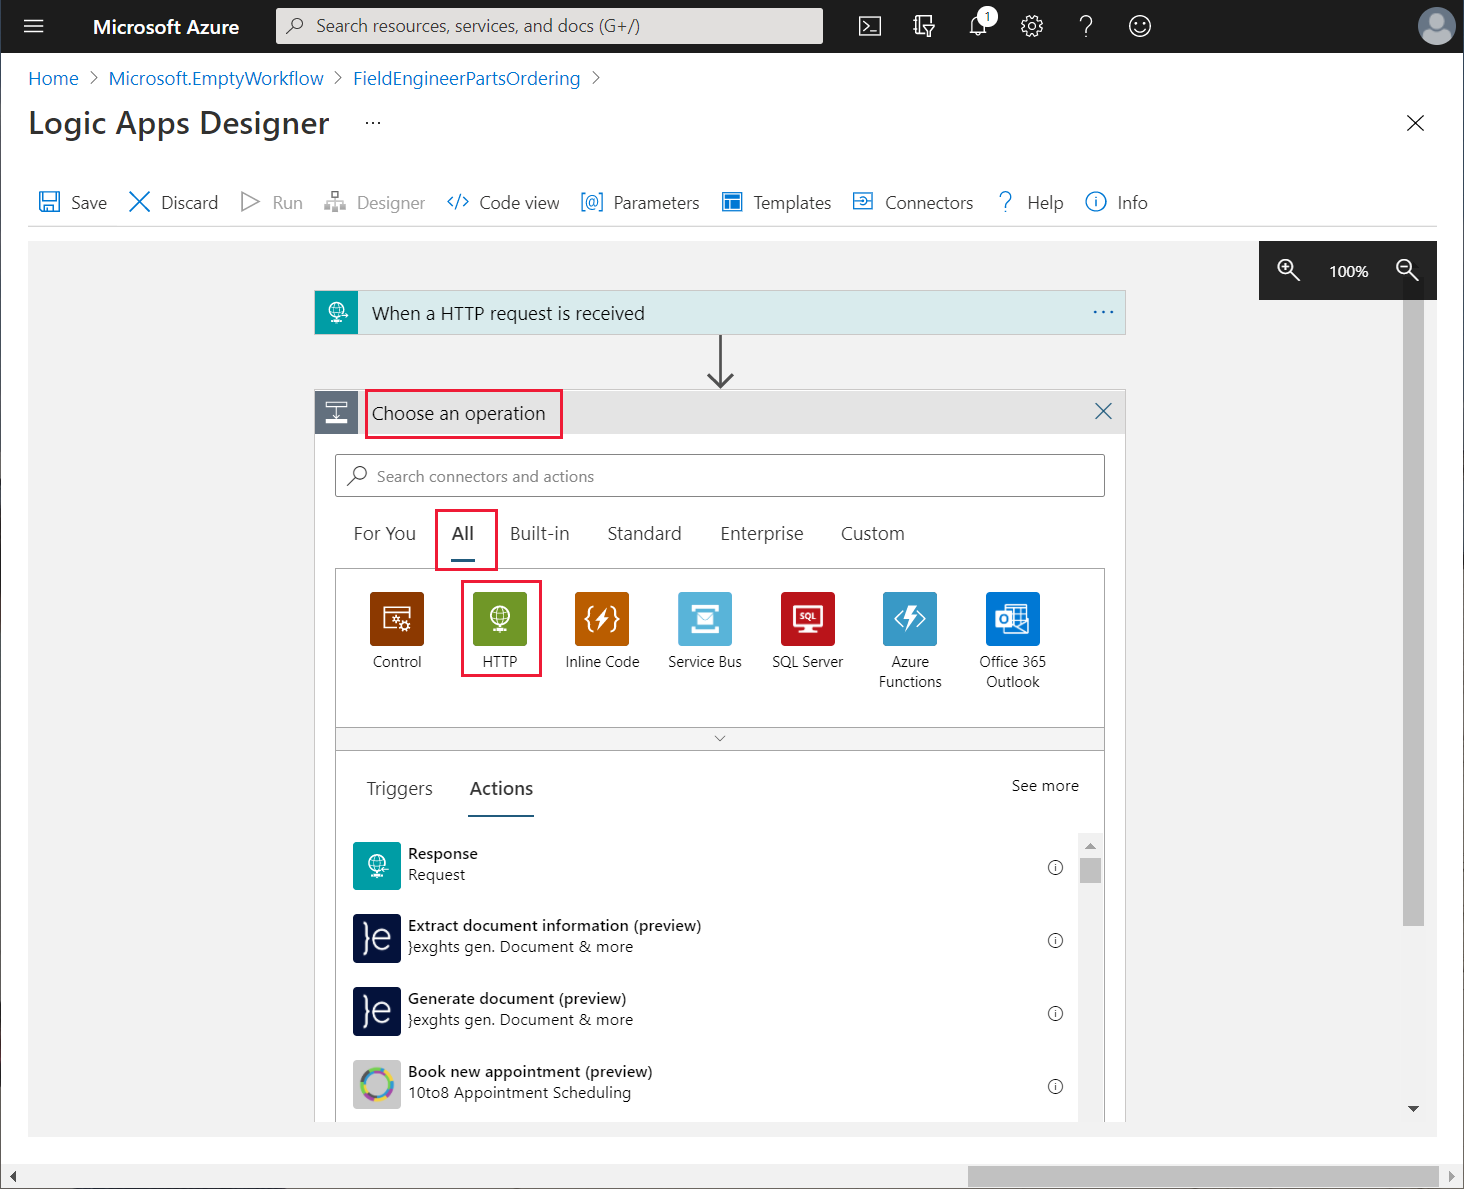 Microsoft Azure
Search resources, services, and docs (G+/)
1
Home > Microsoft.EmptyWorkflow > FieldEngineerPartsOrdering >
Logic Apps Designer ...
Save Discard Run Designer </> Code view [@] Parameters Templates Connectors ? Help Info
100%
When a HTTP request is received ...
Choose an operation
Search connectors and actions
For You All Built-in Standard Enterprise Custom
SQL
Control HTTP Inline Code Service Bus SQL Server Azure Functions Office 365 Outlook
Triggers Actions See more
Response
Request
Extract document information (preview)
}exghts gen. Document & more
Generate document (preview)
}exghts gen. Document & more
Book new appointment (preview)
10to8 Appointment Scheduling